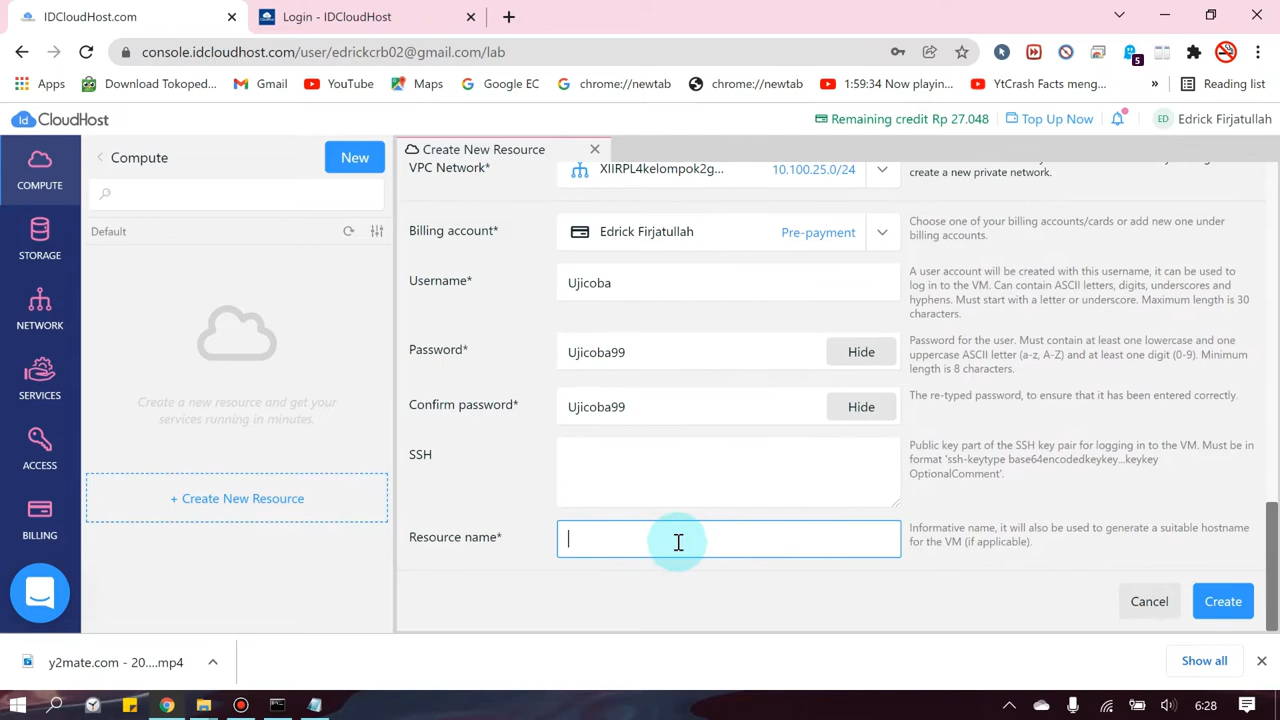 IDCloudHost.com
Login - IDCloudHost
console.idcloudhost.com/user/edrickcrb02@gmail.com/lab
5
Apps
Download Tokoped...
Gmail
YouTube
Maps
Google EC
chrome://newtab
chrome://newtab
1:59:34 Now playin...
YtCrash Facts meng...
»
Reading list
Id CloudHost
Remaining credit Rp 27.048
Top Up Now
ED
Edrick Firjatullah
COMPUTE
STORAGE
NETWORK
SERVICES
ACCESS
BILLING
Compute
New
Default
Create a new resource and get your
services running in minutes.
+ Create New Resource
Create New Resource
VPC Network*
XIIRPL4kelompok2g...
10.100.25.0/24
create a new private network.
Billing account*
Edrick Firjatullah
Pre-payment
Choose one of your billing accounts/cards or add new one under
billing accounts.
Username*
Ujicoba
A user account will be created with this username, it can be used to
log in to the VM. Can contain ASCII letters, digits, underscores and
hyphens. Must start with a letter or underscore. Maximum length is 30
characters.
Password*
Ujicoba99
Hide
Password for the user. Must contain at least one lowercase and one
uppercase ASCII letter (a-z, A-Z) and at least one digit (0-9). Minimum
length is 8 characters.
Confirm password*
Ujicoba99
Hide
The re-typed password, to ensure that it has been entered correctly.
SSH
Public key part of the SSH key pair for logging in to the VM. Must be in
format 'ssh-keytype base64encodedkeykey...keykey
OptionalComment'.
Resource name*
Informative name, it will also be used to generate a suitable hostname
for the VM (if applicable).
Cancel
Create
y2mate.com - 20....mp4
Show all
6:28